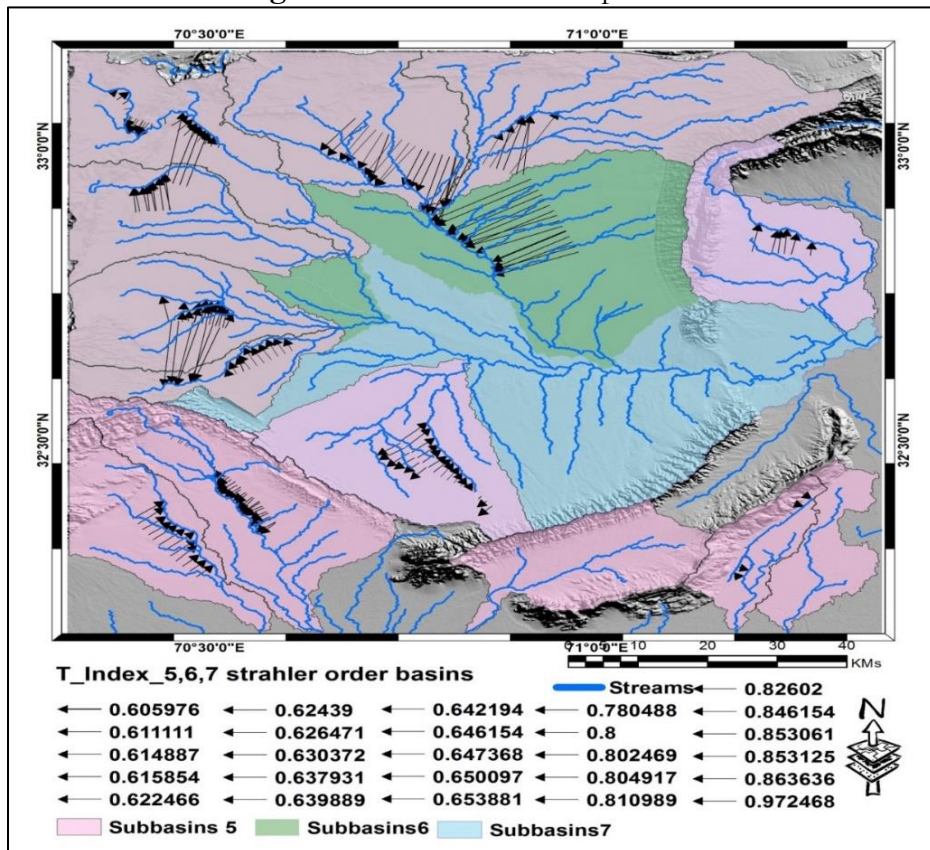 70°30'0"E 71°0'0"E
33°0'0"N 33°0'0"N
32°30'0"N 32°30'0"N
70°30'0"E 71°0'0"E
0 5 10 20 30 40
KMs
T_Index_5,6,7 strahler order basins
Streams 0.82602
0.605976 0.62439 0.642194 0.780488 0.846154
0.611111 0.626471 0.646154 0.8 0.853061
0.614887 0.630372 0.647368 0.802469 0.853125
0.615854 0.637931 0.650097 0.804917 0.863636
0.622466 0.639889 0.653881 0.810989 0.972468
N
Subbasins 5 Subbasins6 Subbasins7